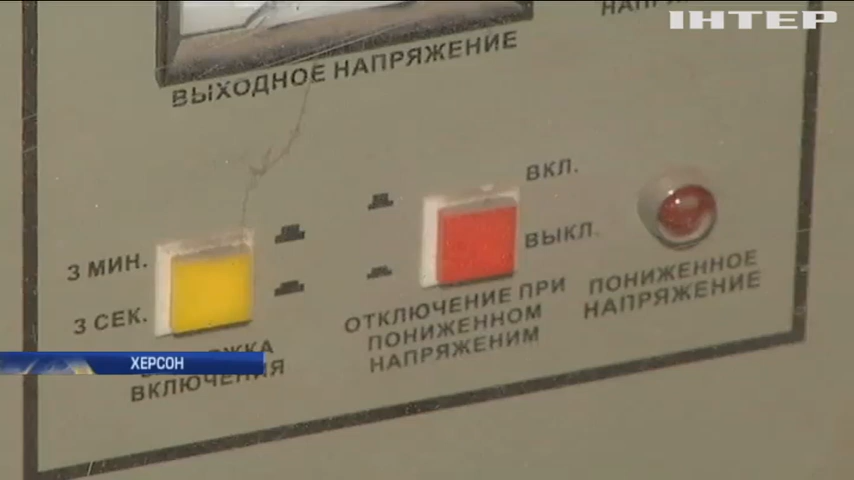 ІНТЕР
ВЫХОДНОЕ НАПРЯЖЕНИЕ
ВКЛ.
ВЫКЛ.
3 МИН.
3 СЕК.
ОТКЛЮЧЕНИЕ ПРИ
ПОНИЖЕННОМ
НАПРЯЖЕНИМ
ПОНИЖЕННОЕ
НАПРЯЖЕНИЕ
ХЕРСОН
ВКЛЮЧЕНИЯ